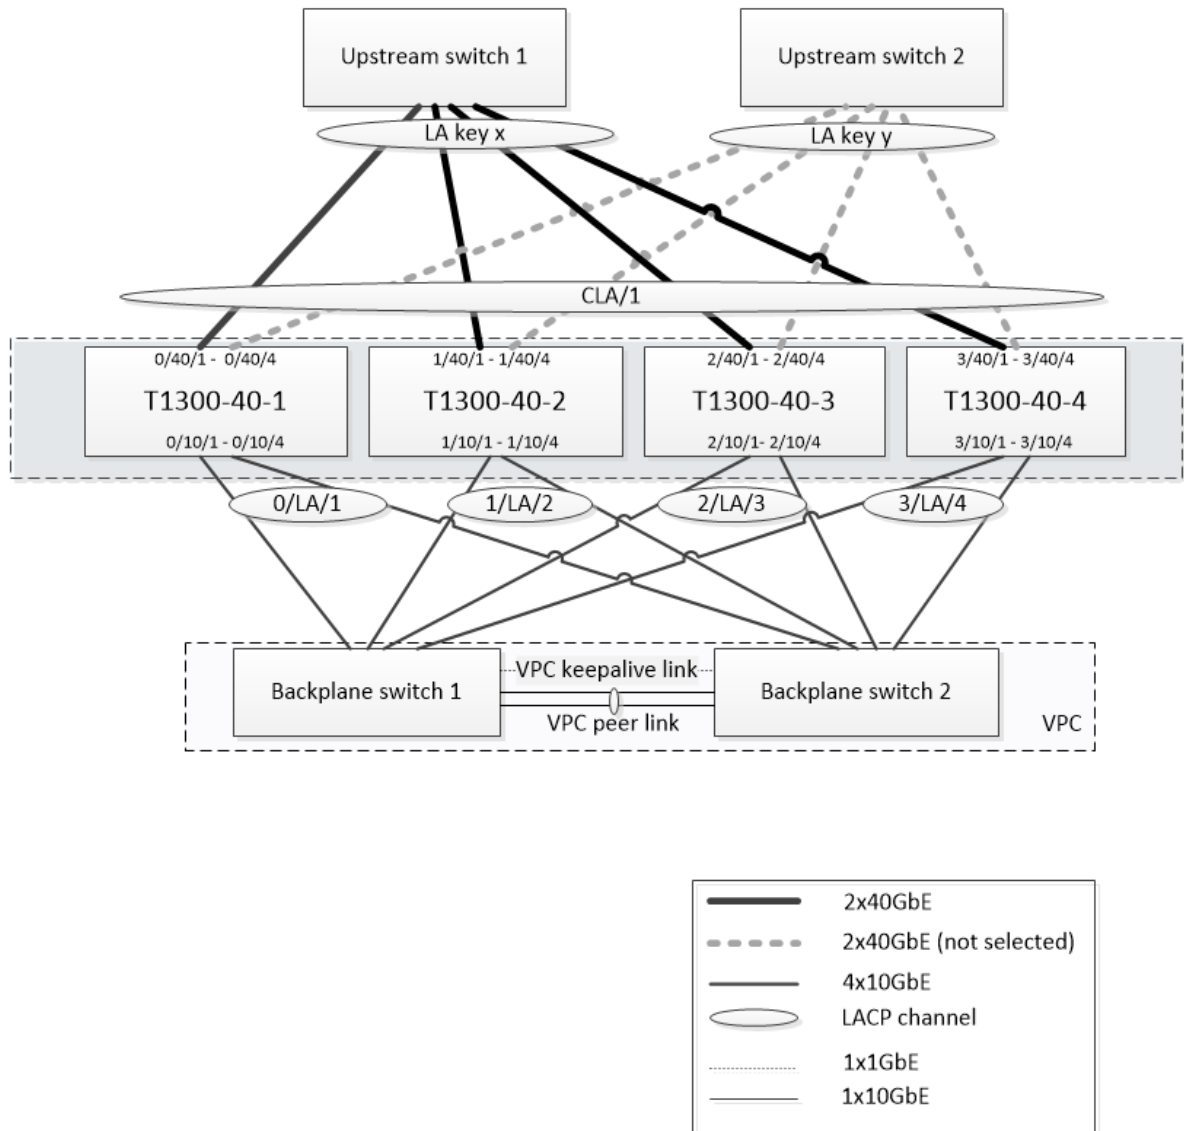 Upstream switch 1
Upstream switch 2
LA key x
LA key y
CLA/1
0/40/1 - 0/40/4
1/40/1 - 1/40/4
2/40/1 - 2/40/4
3/40/1 - 3/40/4
T1300-40-1
T1300-40-2
T1300-40-3
T1300-40-4
0/10/1 - 0/10/4
1/10/1 - 1/10/4
2/10/1- 2/10/4
3/10/1 - 3/10/4
0/LA/1
1/LA/2
2/LA/3
3/LA/4
Backplane switch 1
VPC keepalive link
VPC peer link
Backplane switch 2
VPC
2x40GbE
2x40GbE (not selected)
4x10GbE
LACP channel
1x1GbE
1x10GbE